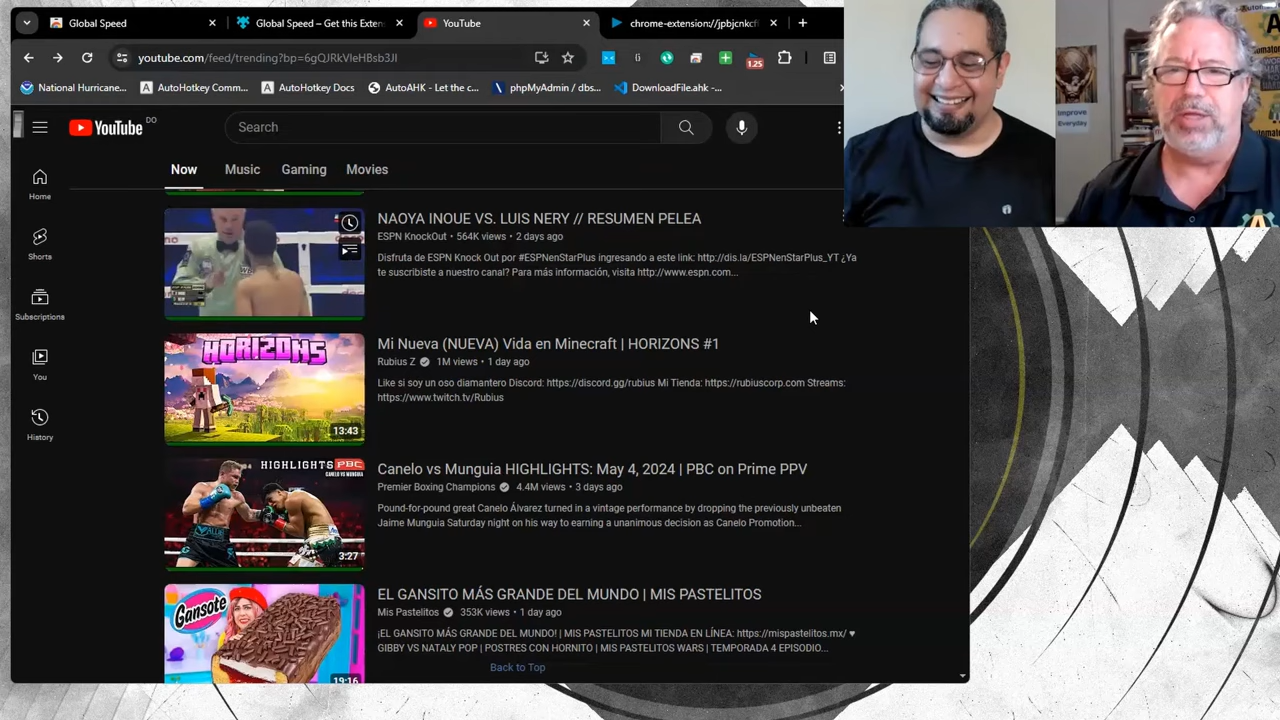 Global Speed
Global Speed – Get this Exten
YouTube
chrome-extension://jpbjcnkcf
youtube.com/feed/trending?bp=6gQJRkVleHBsb3Jl
1.25
National Hurricane...
AutoHotkey Comm...
AutoHotkey Docs
AutoAHK - Let the c...
phpMyAdmin / dbs...
DownloadFile.ahk -...
YouTube DO
Search
Improve
Everyday
Now
Music
Gaming
Movies
Home
Shorts
Subscriptions
You
History
NAOYA INOUE VS. LUIS NERY // RESUMEN PELEA
ESPN KnockOut • 564K views • 2 days ago
Disfruta de ESPN Knock Out por #ESPNenStarPlus ingresando a este link: http://dis.la/ESPNenStarPlus_YT ¿Ya
te suscribiste a nuestro canal? Para más información, visita http://www.espn.com...
HORIZONS
13:43
Mi Nueva (NUEVA) Vida en Minecraft | HORIZONS #1
Rubius Z 1M views • 1 day ago
Like si soy un oso diamantero Discord: https://discord.gg/rubius Mi Tienda: https://rubiuscorp.com Streams:
https://www.twitch.tv/Rubius
HIGHLIGHTS PBC
CANELO VS MUNGUIA
3:27
Canelo vs Munguia HIGHLIGHTS: May 4, 2024 | PBC on Prime PPV
Premier Boxing Champions 4.4M views • 3 days ago
Pound-for-pound great Canelo Álvarez turned in a vintage performance by dropping the previously unbeaten
Jaime Munguia Saturday night on his way to earning a unanimous decision as Canelo Promotion...
Gansote
19:16
EL GANSITO MÁS GRANDE DEL MUNDO | MIS PASTELITOS
Mis Pastelitos 353K views • 1 day ago
¡EL GANSITO MÁS GRANDE DEL MUNDO! | MIS PASTELITOS MI TIENDA EN LÍNEA: https://mispastelitos.mx/ ♥
GIBBY VS NATALY POP | POSTRES CON HORNITO | MIS PASTELITOS WARS | TEMPORADA 4 EPISODIO...
Back to Top